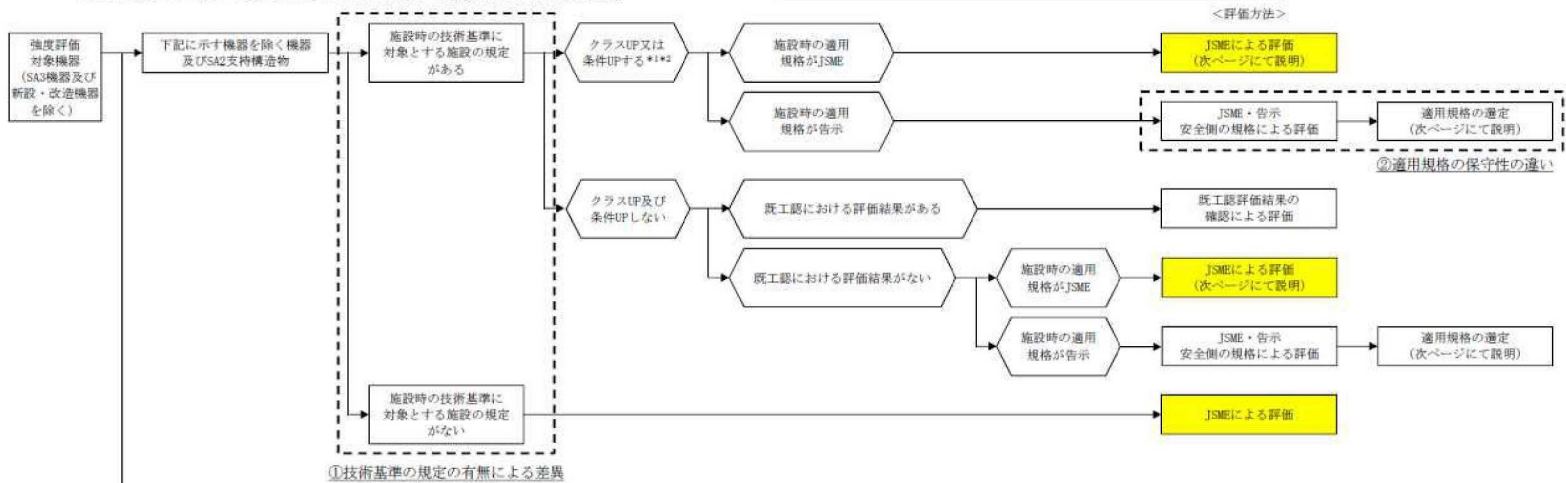 <評価方法>
強度評価
対象機器
(SA3機器及び
新設・改造機器
を除く)
下記に示す機器を除く機器
及びSA2支持構造物
施設時の技術基準に
対象とする施設の規定
がある
クラスUP又は
条件UPする*1*2
施設時の適用
規格がJSME
JSMEによる評価
(次ページにて説明)
施設時の適用
規格が告示
JSME・告示
安全側の規格による評価
適用規格の選定
(次ページにて説明)
②適用規格の保守性の違い
クラスUP及び
条件UPしない
既工認における評価結果がある
既工認評価結果の
確認による評価
既工認における評価結果がない
施設時の適用
規格がJSME
JSMEによる評価
(次ページにて説明)
施設時の適用
規格が告示
JSME・告示
安全側の規格による評価
適用規格の選定
(次ページにて説明)
施設時の技術基準に
対象とする施設の規定
がない
JSMEによる評価
①技術基準の規定の有無による差異